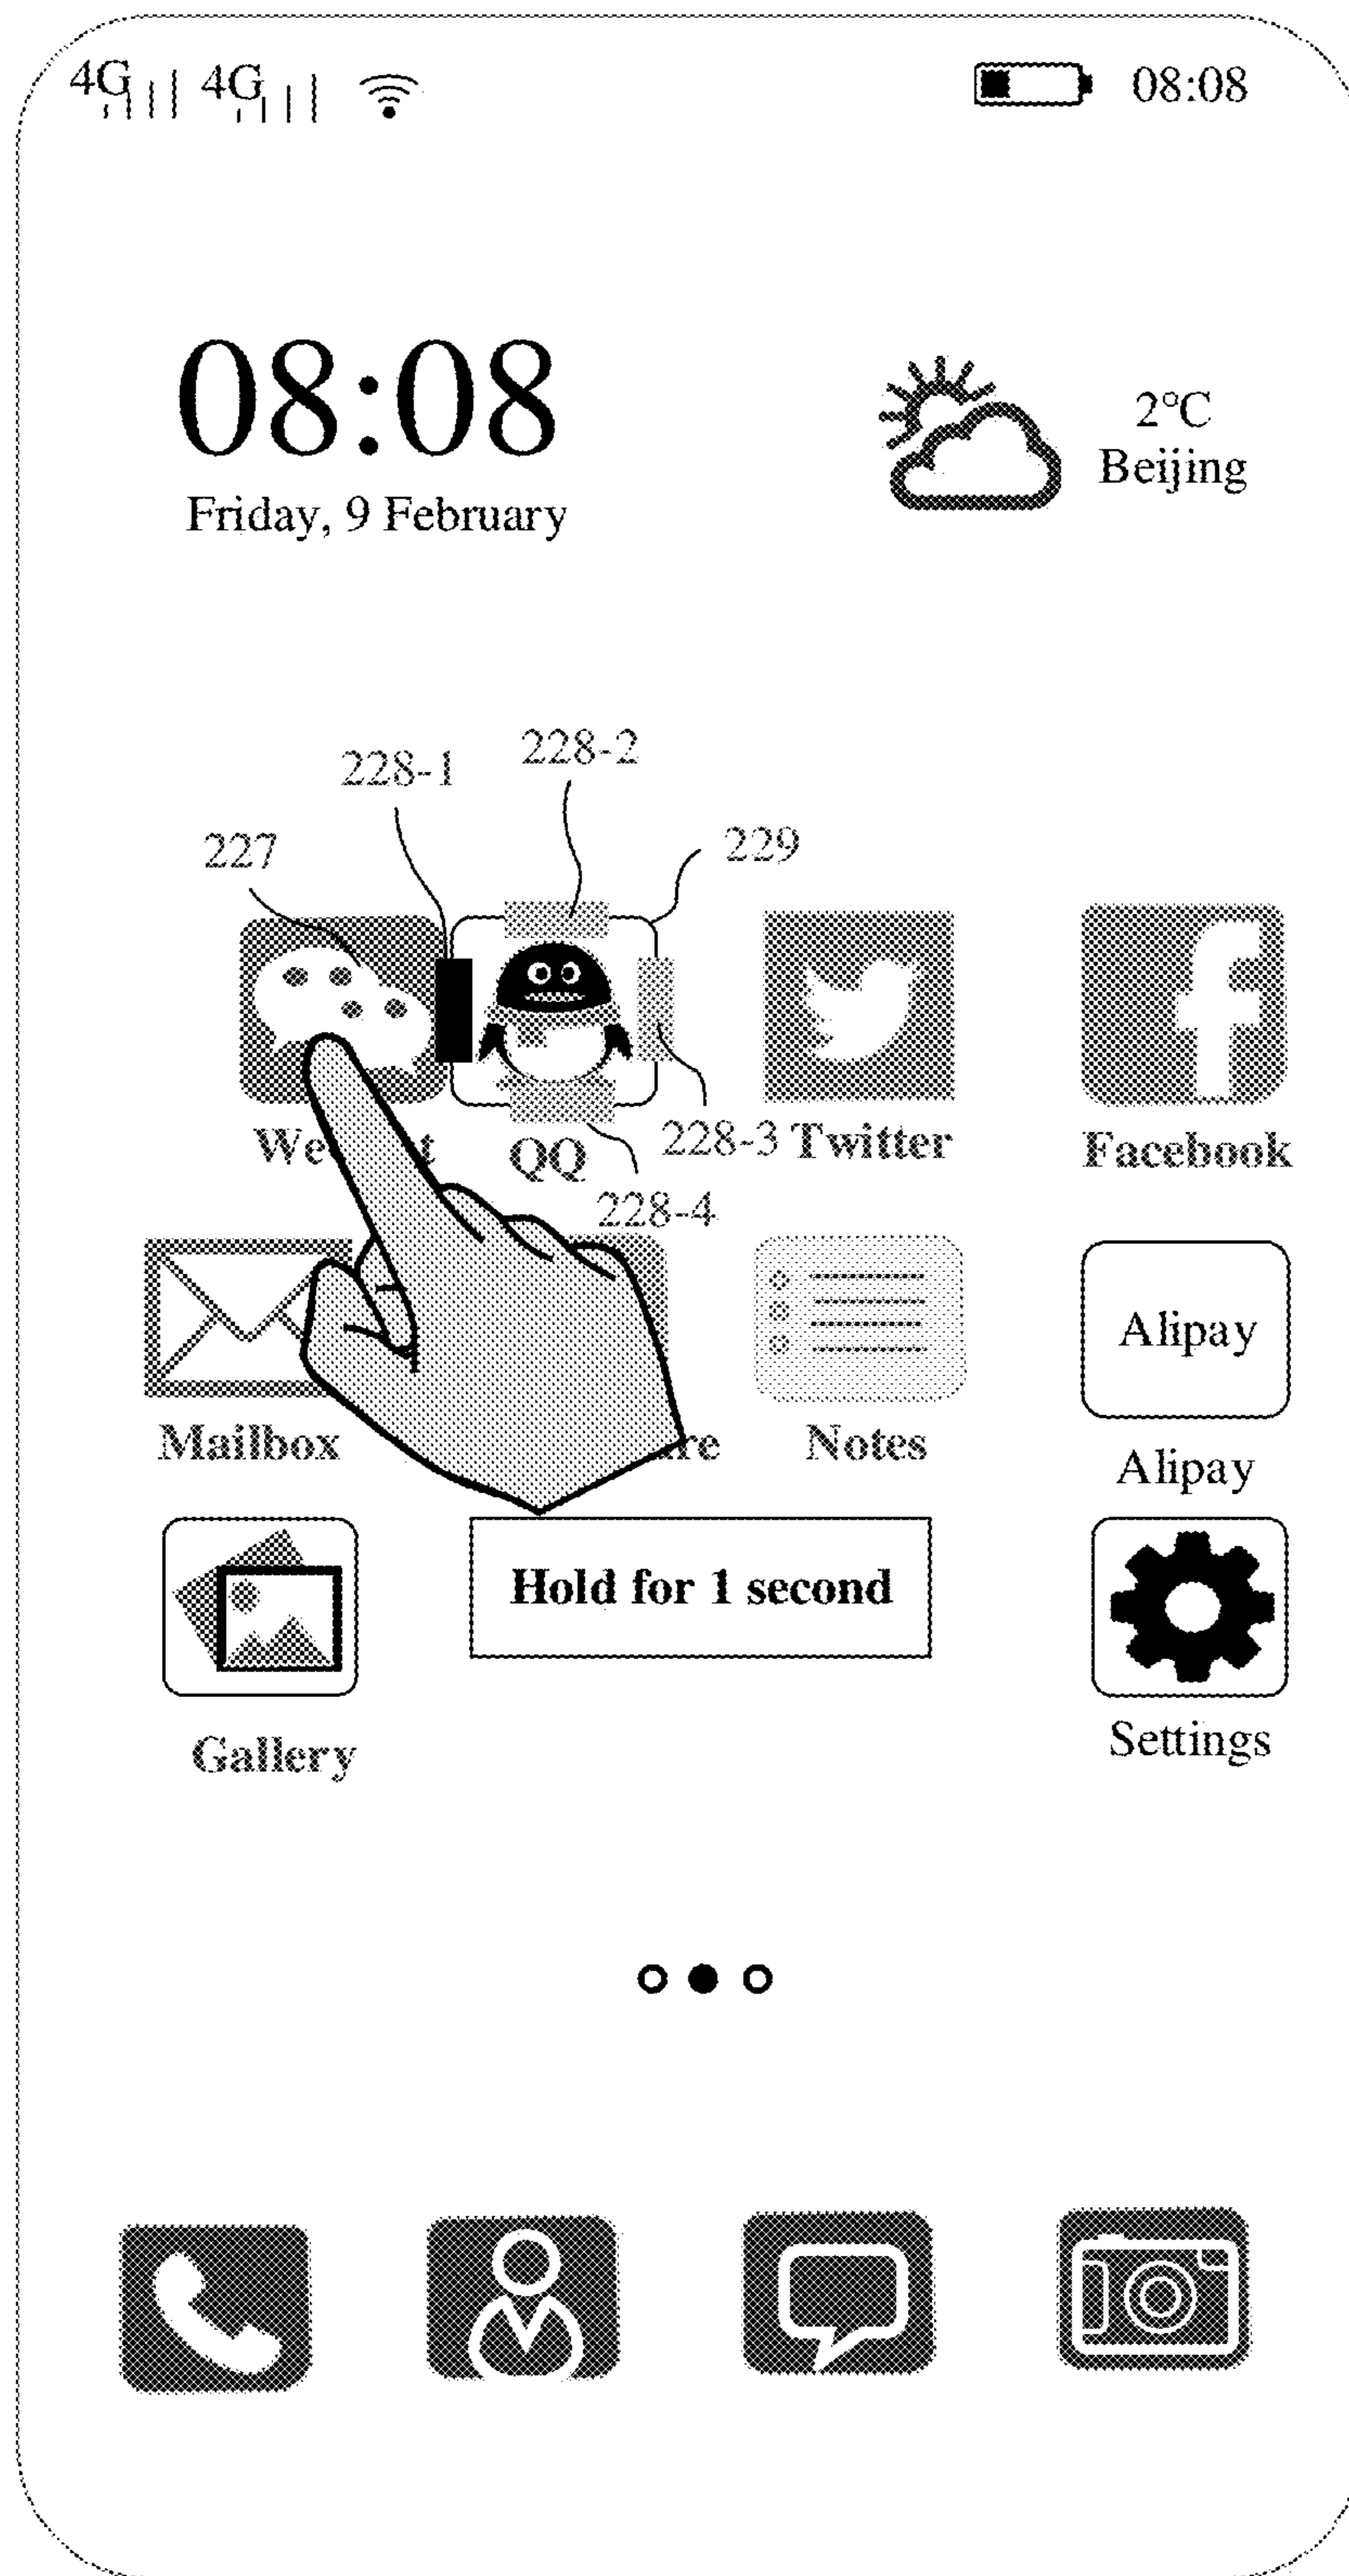 4G 4G 08:08
08:08
Friday, 9 February
2°C
Beijing
228-1
228-2
227
229
QQ
228-3
Twitter
Facebook
228-4
Alipay
Mailbox
Notes
Alipay
Hold for 1 second
Gallery
Settings